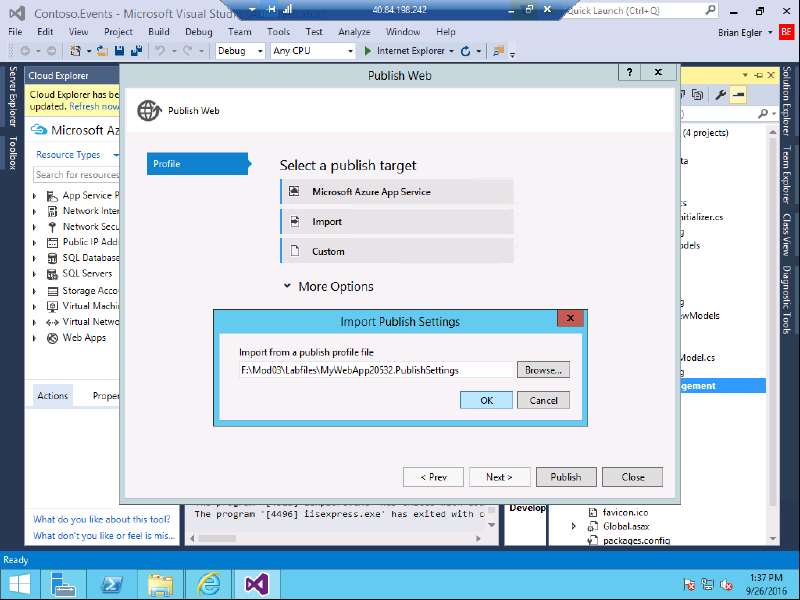 Contoso.Events - Microsoft Visual Stud
40.84.198.242
Quick Launch (Ctrl+Q)
File Edit View Project Build Debug Team Tools Test Analyze Window Help
Brian Egler BE
Debug Any CPU Internet Explorer
Server Explorer
Toolbox
Cloud Explorer
Cloud Explorer has be
updated. Refresh now
Microsoft Az
Resource Types
Search for resources
App Service P
Network Inter
Network Secu
Public IP Addr
SQL Database
SQL Servers
Storage Accou
Virtual Machin
Virtual Netwo
Web Apps
Actions Proper
What do you like about this tool?
What don't you like or feel is mis...
Publish Web
? x
Publish Web
Profile
Select a publish target
Microsoft Azure App Service
Import
Custom
More Options
Import Publish Settings
x
Import from a publish profile file
F:\Mod03\Labfiles\MyWebApp20532.PublishSettings
Browse...
OK Cancel
< Prev Next > Publish Close
The program '[4496] iisexpress.exe' has exited with c
Develop
(4 projects)
ta
cs
nitializer.cs
odels
ewModels
Model.cs
gement
favicon.ico
Global.asax
packages.config
Solution Explorer
Team Explorer
Class View
Diagnostic Tools
Ready
1:37 PM
9/26/2016